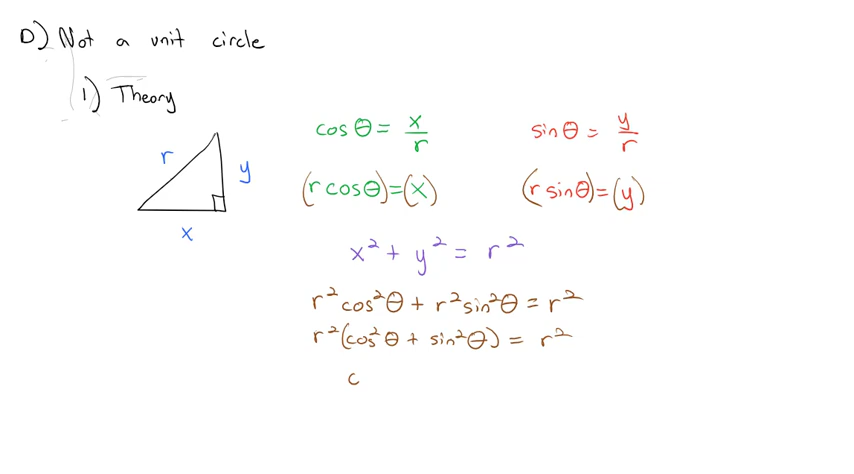 D) Not a unit circle
1) Theory
cos θ = x/r
sin θ = y/r
r
y
x
(r cos θ) = (x)
(r sin θ) = (y)
x² + y² = r²
r² cos² θ + r² sin² θ = r²
r² (cos² θ + sin² θ) = r²
c